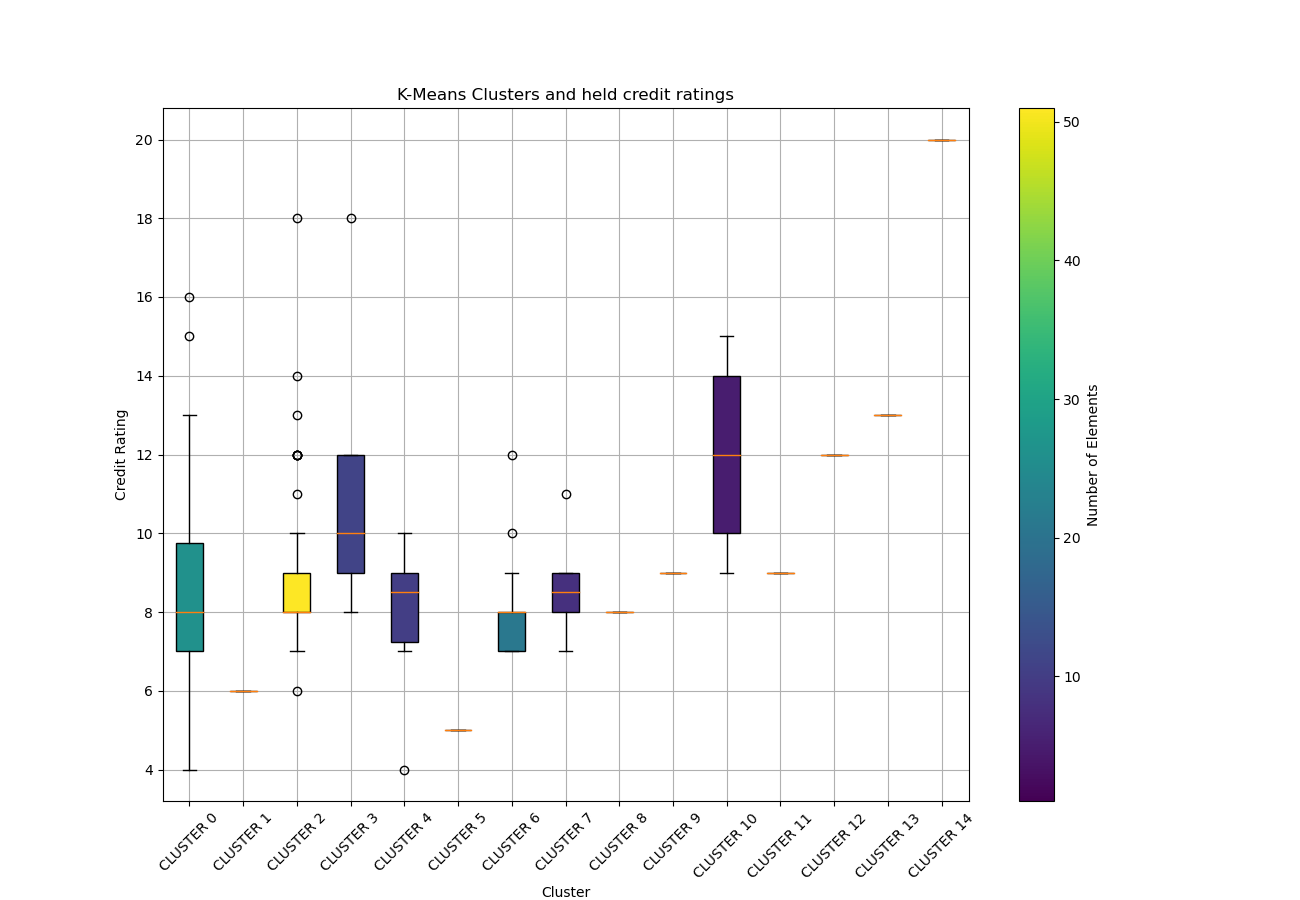 K-Means Clusters and held credit ratings
20
18
16
14
12
10
8
6
4
Credit Rating
CLUSTER 0
CLUSTER 1
CLUSTER 2
CLUSTER 3
CLUSTER 4
CLUSTER 5
CLUSTER 6
CLUSTER 7
CLUSTER 8
CLUSTER 9
CLUSTER 10
CLUSTER 11
CLUSTER 12
CLUSTER 13
CLUSTER 14
Cluster
50
40
30
20
10
Number of Elements